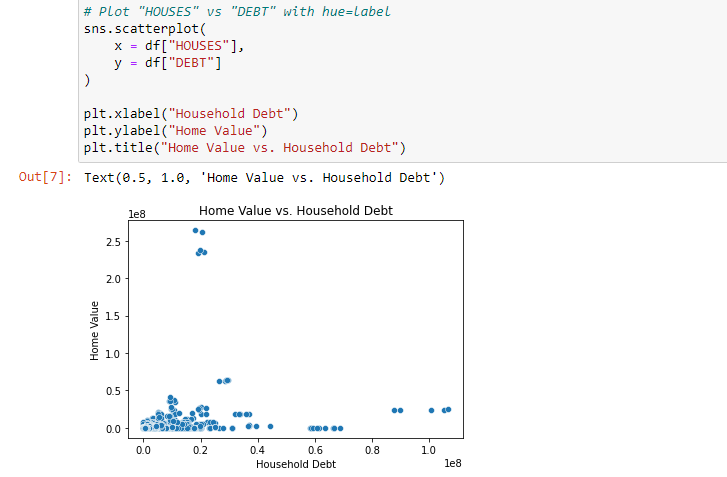 # Plot "HOUSES" vs "DEBT" with hue=label
sns.scatterplot(
    x = df["HOUSES"],
    y = df["DEBT"]
)
plt.xlabel("Household Debt")
plt.ylabel("Home Value")
plt.title("Home Value vs. Household Debt")
Out[7]: Text(0.5, 1.0, 'Home Value vs. Household Debt')
1e8 Home Value vs. Household Debt
2.5
2.0
1.5
1.0
0.5
0.0
Home Value
0.0 0.2 0.4 0.6 0.8 1.0
Household Debt 1e8